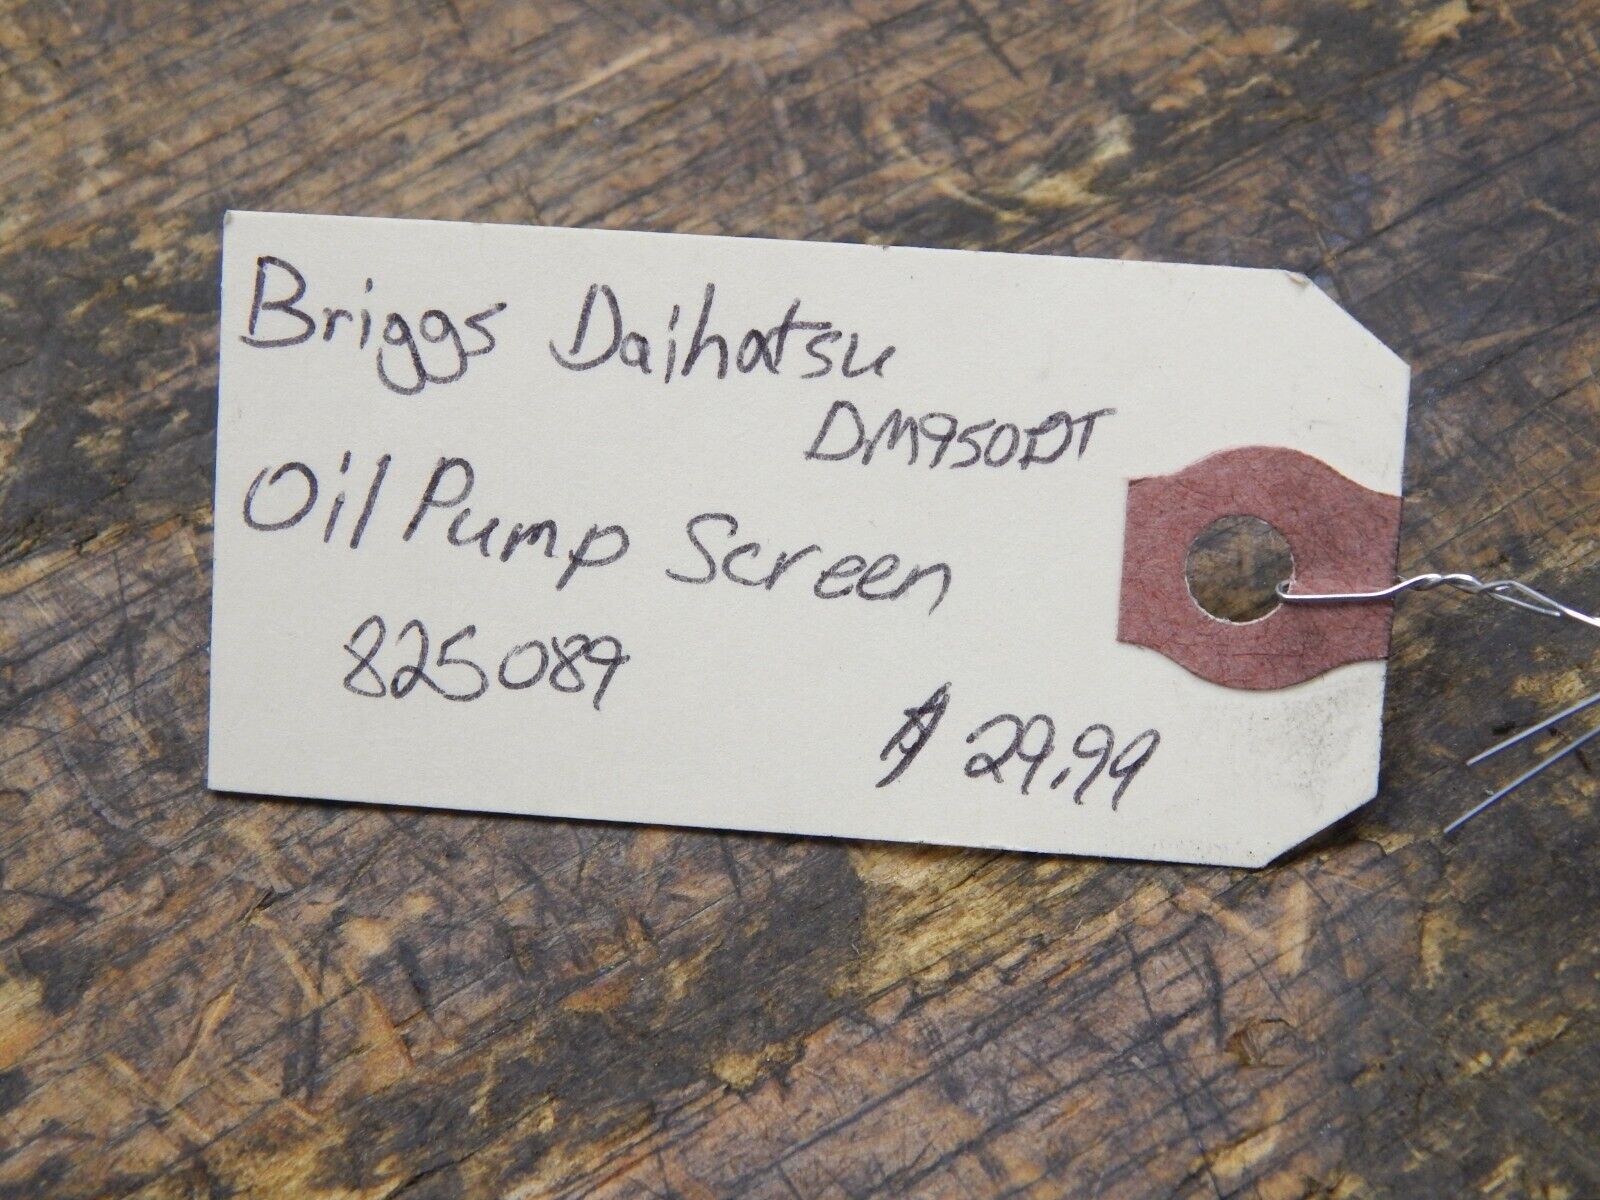 Briggs Daihatsu
DM950DT
Oil Pump Screen
825089
$29.99